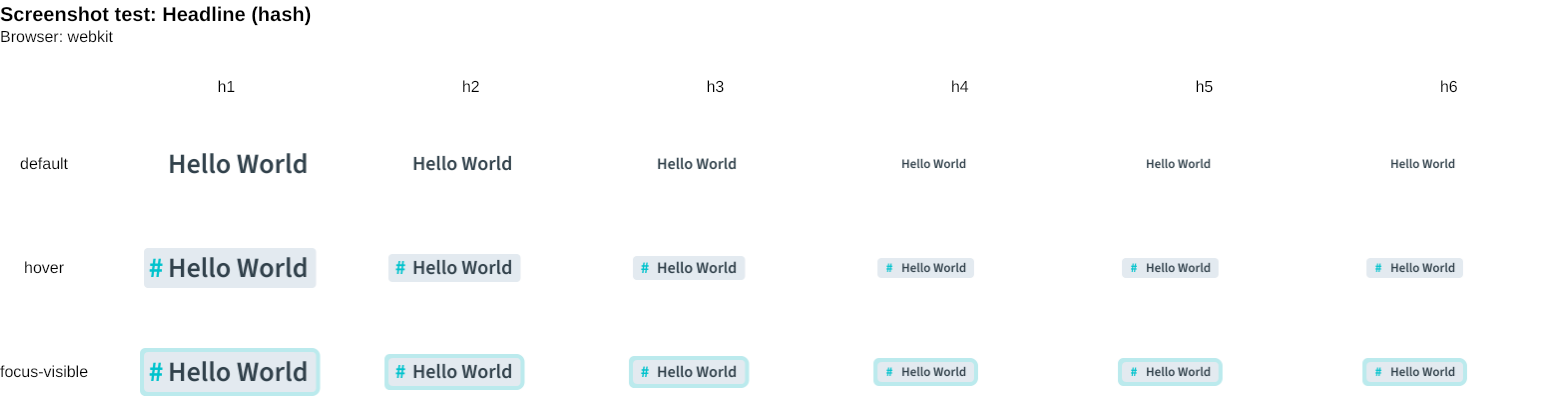 Screenshot test: Headline (hash)
Browser: webkit
h1 h2 h3 h4 h5 h6
default Hello World Hello World Hello World Hello World Hello World Hello World
hover # Hello World # Hello World # Hello World # Hello World # Hello World # Hello World
focus-visible # Hello World # Hello World # Hello World # Hello World # Hello World # Hello World